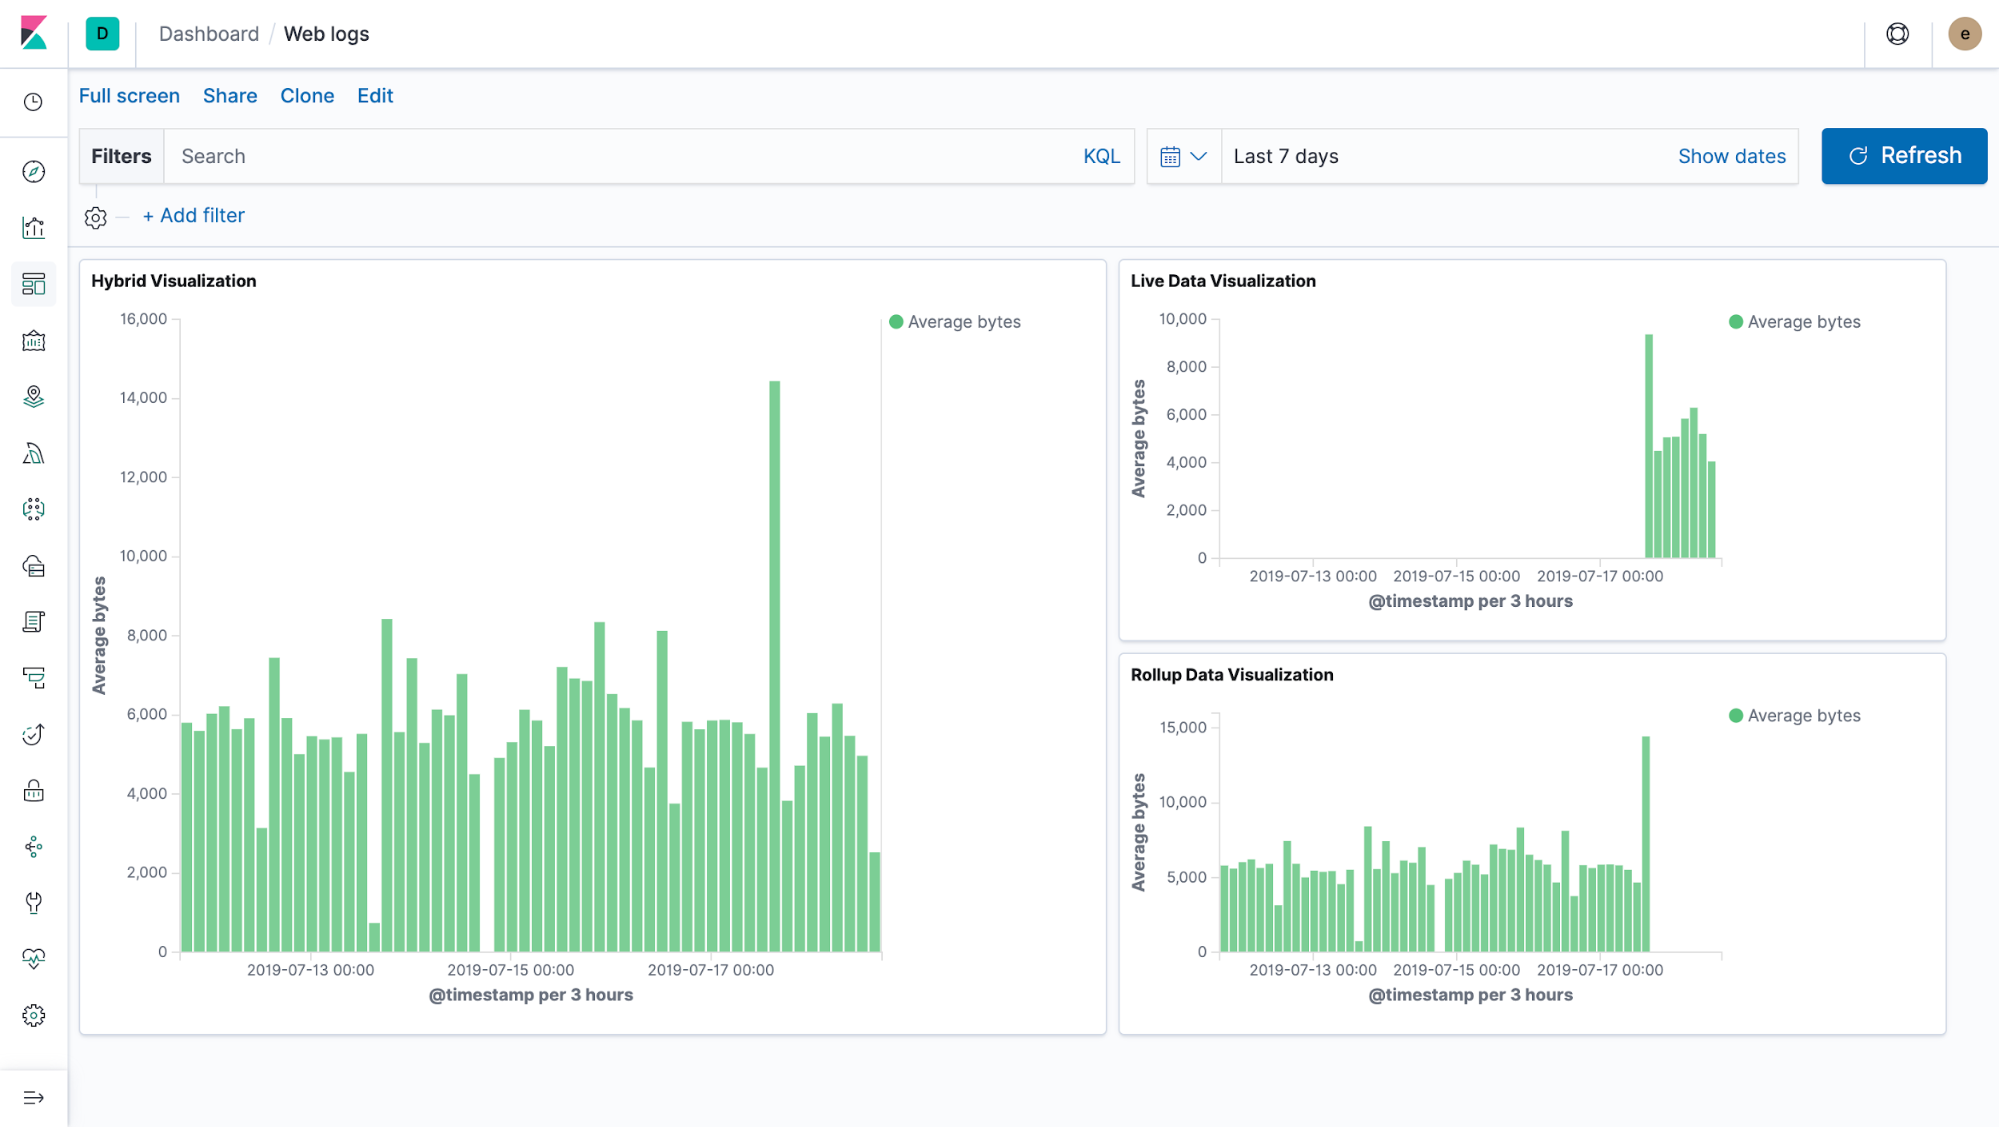 D Dashboard / Web logs e
Full screen Share Clone Edit
Filters Search KQL Last 7 days Show dates Refresh
+ Add filter
Hybrid Visualization
16,000
14,000
12,000
10,000
8,000
6,000
4,000
2,000
0
Average bytes
Average bytes
2019-07-13 00:00 2019-07-15 00:00 2019-07-17 00:00
@timestamp per 3 hours
Live Data Visualization
10,000
8,000
6,000
4,000
2,000
0
Average bytes
Average bytes
2019-07-13 00:00 2019-07-15 00:00 2019-07-17 00:00
@timestamp per 3 hours
Rollup Data Visualization
15,000
10,000
5,000
0
Average bytes
Average bytes
2019-07-13 00:00 2019-07-15 00:00 2019-07-17 00:00
@timestamp per 3 hours